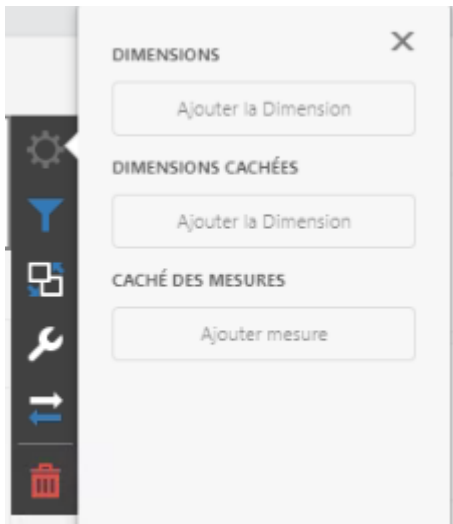 DIMENSIONS
Ajouter la Dimension
DIMENSIONS CACHÉES
Ajouter la Dimension
CACHÉ DES MESURES
Ajouter mesure